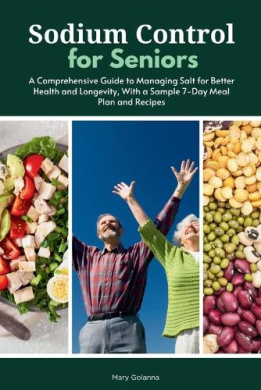 Sodium Control
for Seniors
A Comprehensive Guide to Managing Salt for Better
Health and Longevity, With a Sample 7-Day Meal
Plan and Recipes
Mary Golanna